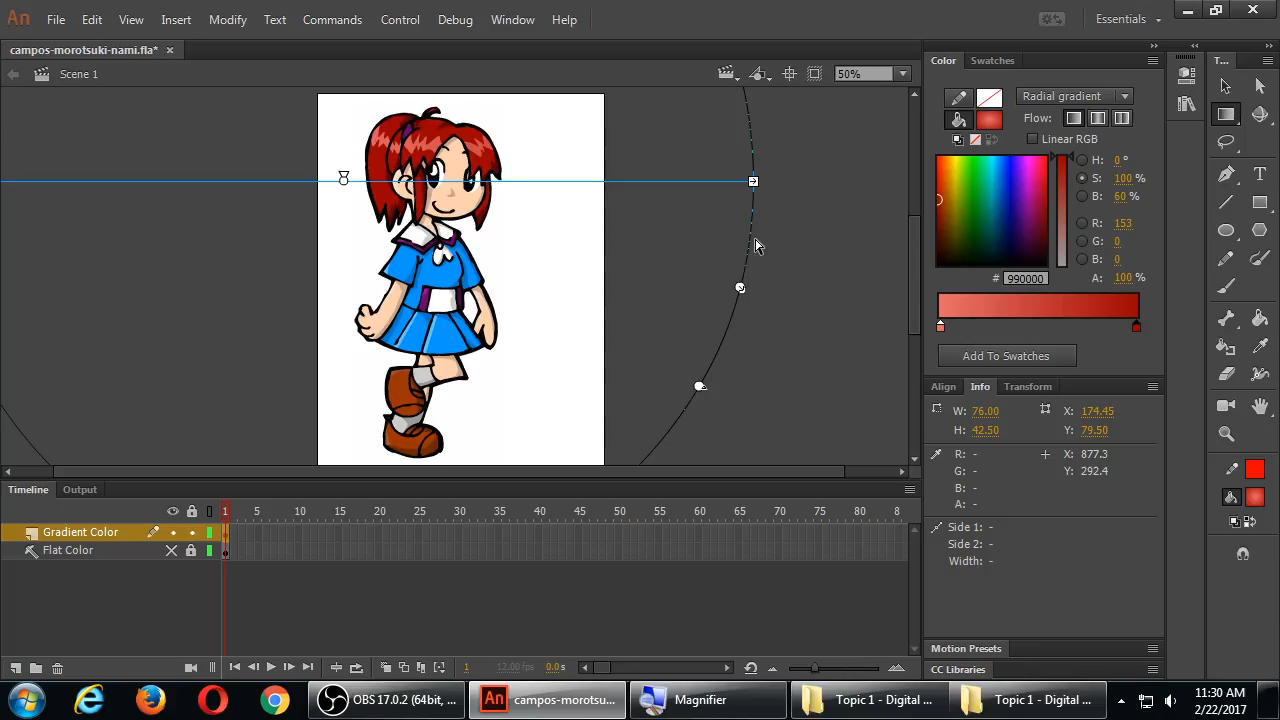 An File Edit View Insert Modify Text Commands Control Debug Window Help Essentials
campos-morotsuki-nami.fla* ×
Scene 1 50%
Color Swatches
Radial gradient
Flow:
Linear RGB
H: 0 °
S: 100 %
B: 60 %
R: 153
G: 0
B: 0
# 990000 A: 100 %
Add To Swatches
Align Info Transform
W: 76.00 X: 174.45
H: 42.50 Y: 79.50
R: - X: 877.3
G: - Y: 292.4
B: -
A: -
Side 1: -
Side 2: -
Width: -
Motion Presets
CC Libraries
T...
Timeline Output
1 5 10 15 20 25 30 35 40 45 50 55 60 65 70 75 80 8
Gradient Color
Flat Color
1 12.00 fps 0.0 s
OBS 17.0.2 (64bit, ... An campos-morotsu... Magnifier Topic 1 - Digital ... Topic 1 - Digital ... 11:30 AM
2/22/2017